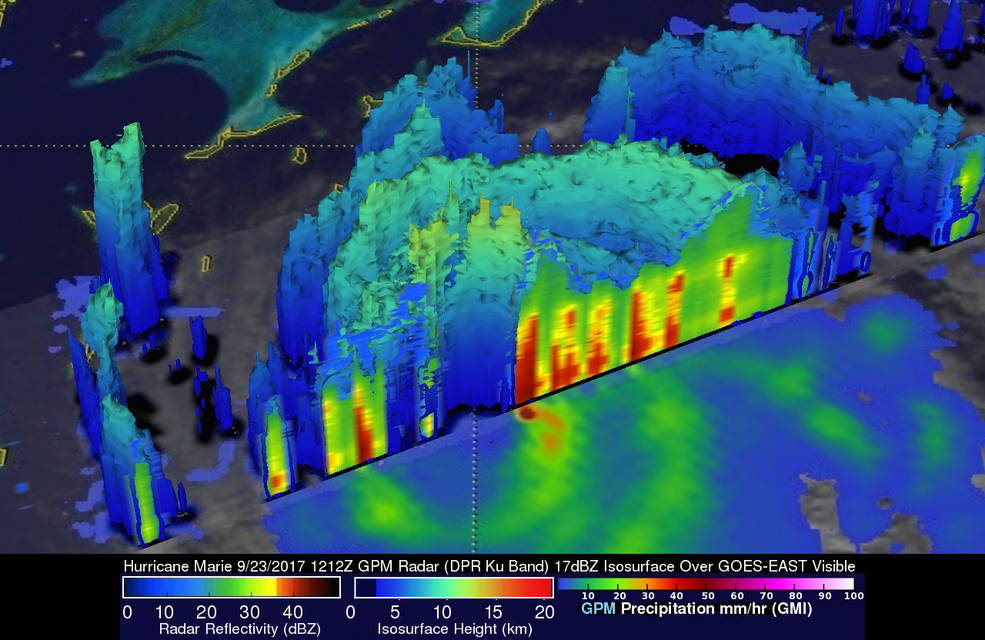 Hurricane Marie 9/23/2017 1212Z GPM Radar (DPR Ku Band) 17dBZ Isosurface Over GOES-EAST Visible
0 10 20 30 40
Radar Reflectivity (dBZ)
0 5 10 15 20
Isosurface Height (km)
10 20 30 40 50 60 70 80 90 100
GPM Precipitation mm/hr (GMI)